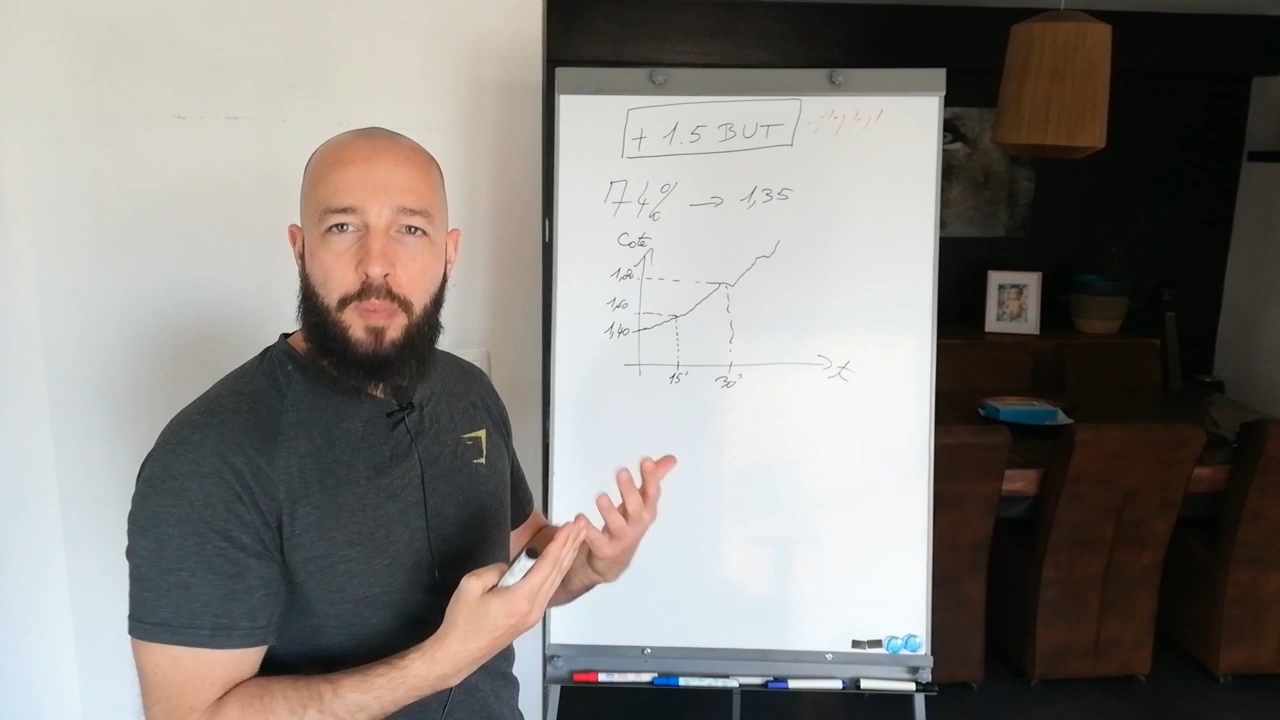 + 1.5 BUT
74% → 1,35
Cote
1,80
1,60
1,40
15' 30' t